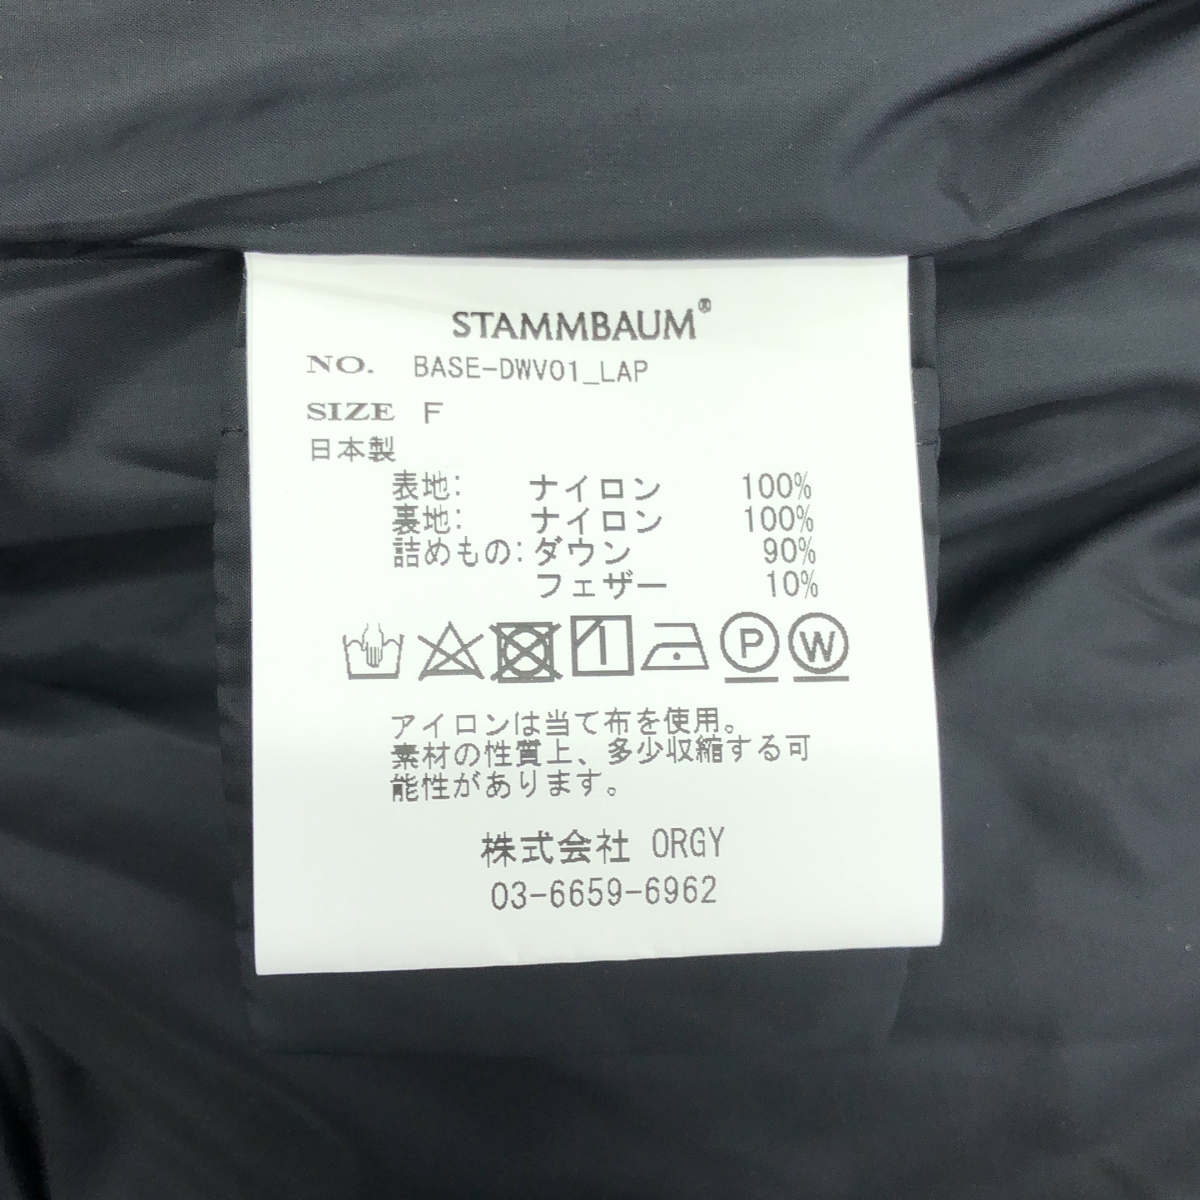 STAMMBAUM®
NO. BASE-DWV01_LAP
SIZE F
日本製
表地: ナイロン 100%
裏地: ナイロン 100%
詰めもの: ダウン 90%
フェザー 10%
P W
アイロンは当て布を使用。
素材の性質上、多少収縮する可
能性があります。
株式会社 ORGY
03-6659-6962